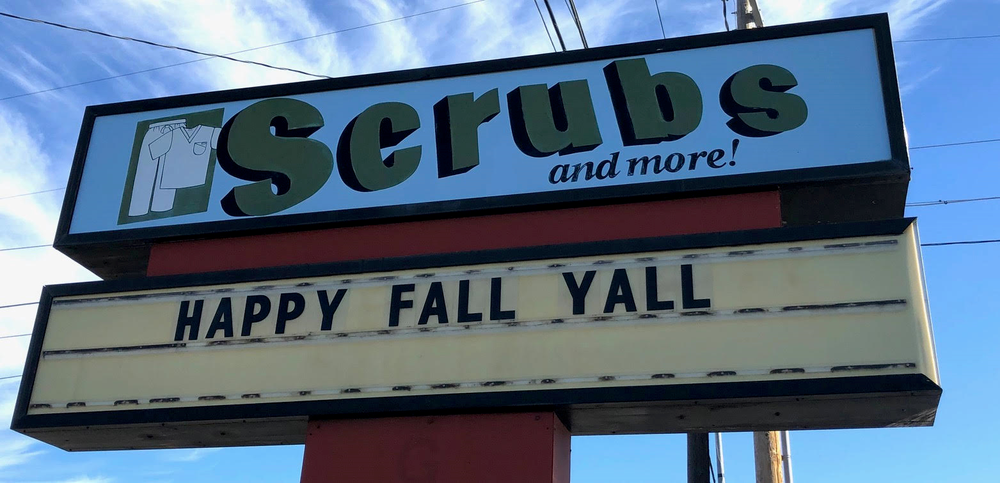 Scrubs
and more!
HAPPY FALL YALL
G